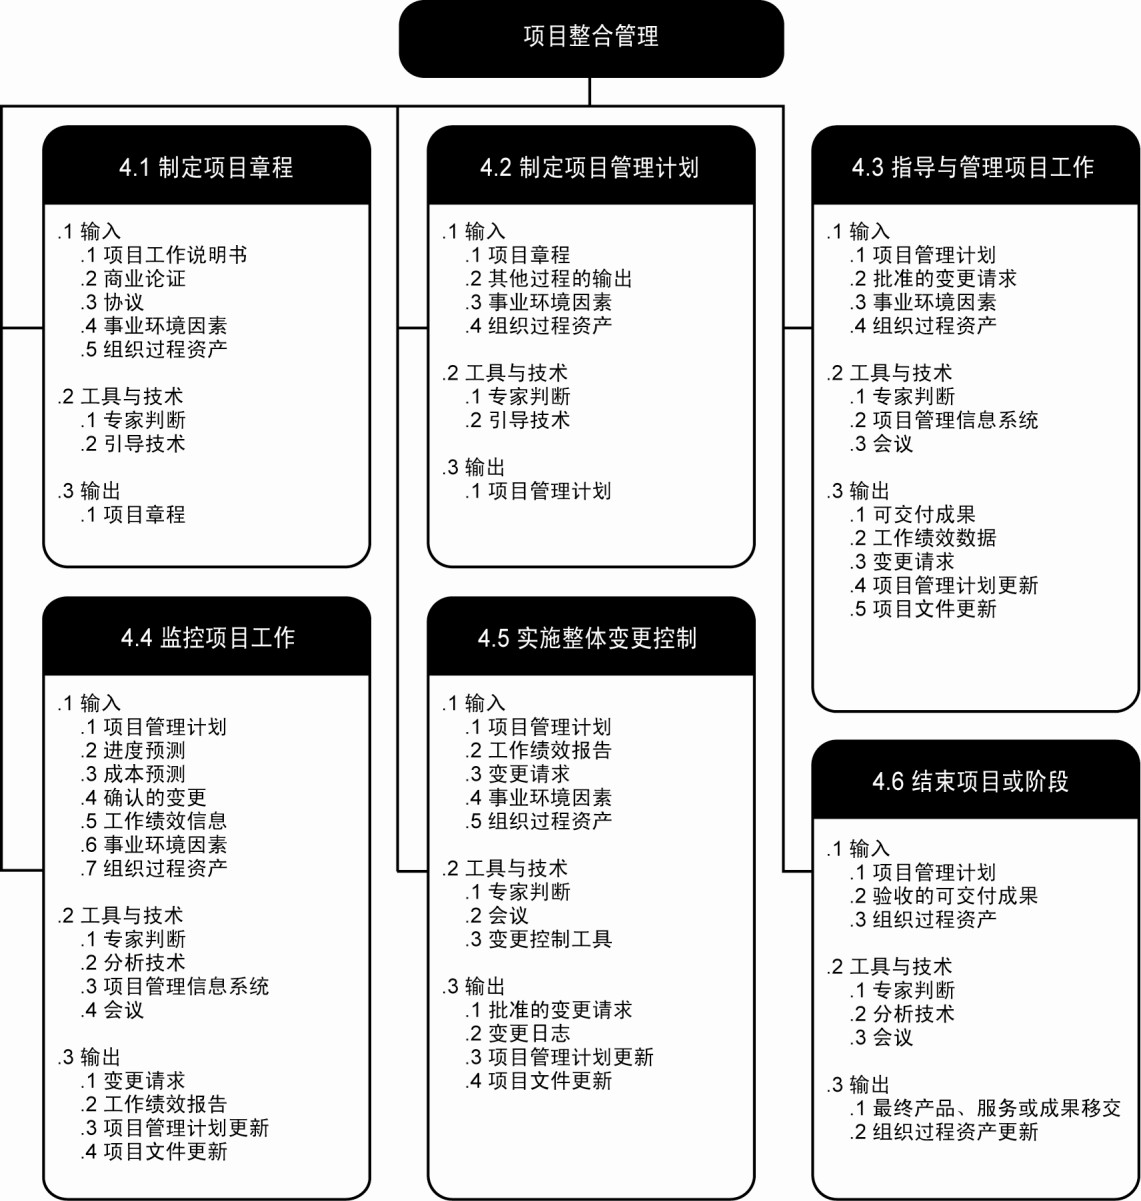 项目整合管理
4.1 制定项目章程
.1 输入
.1 项目工作说明书
.2 商业论证
.3 协议
.4 事业环境因素
.5 组织过程资产
.2 工具与技术
.1 专家判断
.2 引导技术
.3 输出
.1 项目章程
4.2 制定项目管理计划
.1 输入
.1 项目章程
.2 其他过程的输出
.3 事业环境因素
.4 组织过程资产
.2 工具与技术
.1 专家判断
.2 引导技术
.3 输出
.1 项目管理计划
4.3 指导与管理项目工作
.1 输入
.1 项目管理计划
.2 批准的变更请求
.3 事业环境因素
.4 组织过程资产
.2 工具与技术
.1 专家判断
.2 项目管理信息系统
.3 会议
.3 输出
.1 可交付成果
.2 工作绩效数据
.3 变更请求
.4 项目管理计划更新
.5 项目文件更新
4.4 监控项目工作
.1 输入
.1 项目管理计划
.2 进度预测
.3 成本预测
.4 确认的变更
.5 工作绩效信息
.6 事业环境因素
.7 组织过程资产
.2 工具与技术
.1 专家判断
.2 分析技术
.3 项目管理信息系统
.4 会议
.3 输出
.1 变更请求
.2 工作绩效报告
.3 项目管理计划更新
.4 项目文件更新
4.5 实施整体变更控制
.1 输入
.1 项目管理计划
.2 工作绩效报告
.3 变更请求
.4 事业环境因素
.5 组织过程资产
.2 工具与技术
.1 专家判断
.2 会议
.3 变更控制工具
.3 输出
.1 批准的变更请求
.2 变更日志
.3 项目管理计划更新
.4 项目文件更新
4.6 结束项目或阶段
.1 输入
.1 项目管理计划
.2 验收的可交付成果
.3 组织过程资产
.2 工具与技术
.1 专家判断
.2 分析技术
.3 会议
.3 输出
.1 最终产品、服务或成果移交
.2 组织过程资产更新